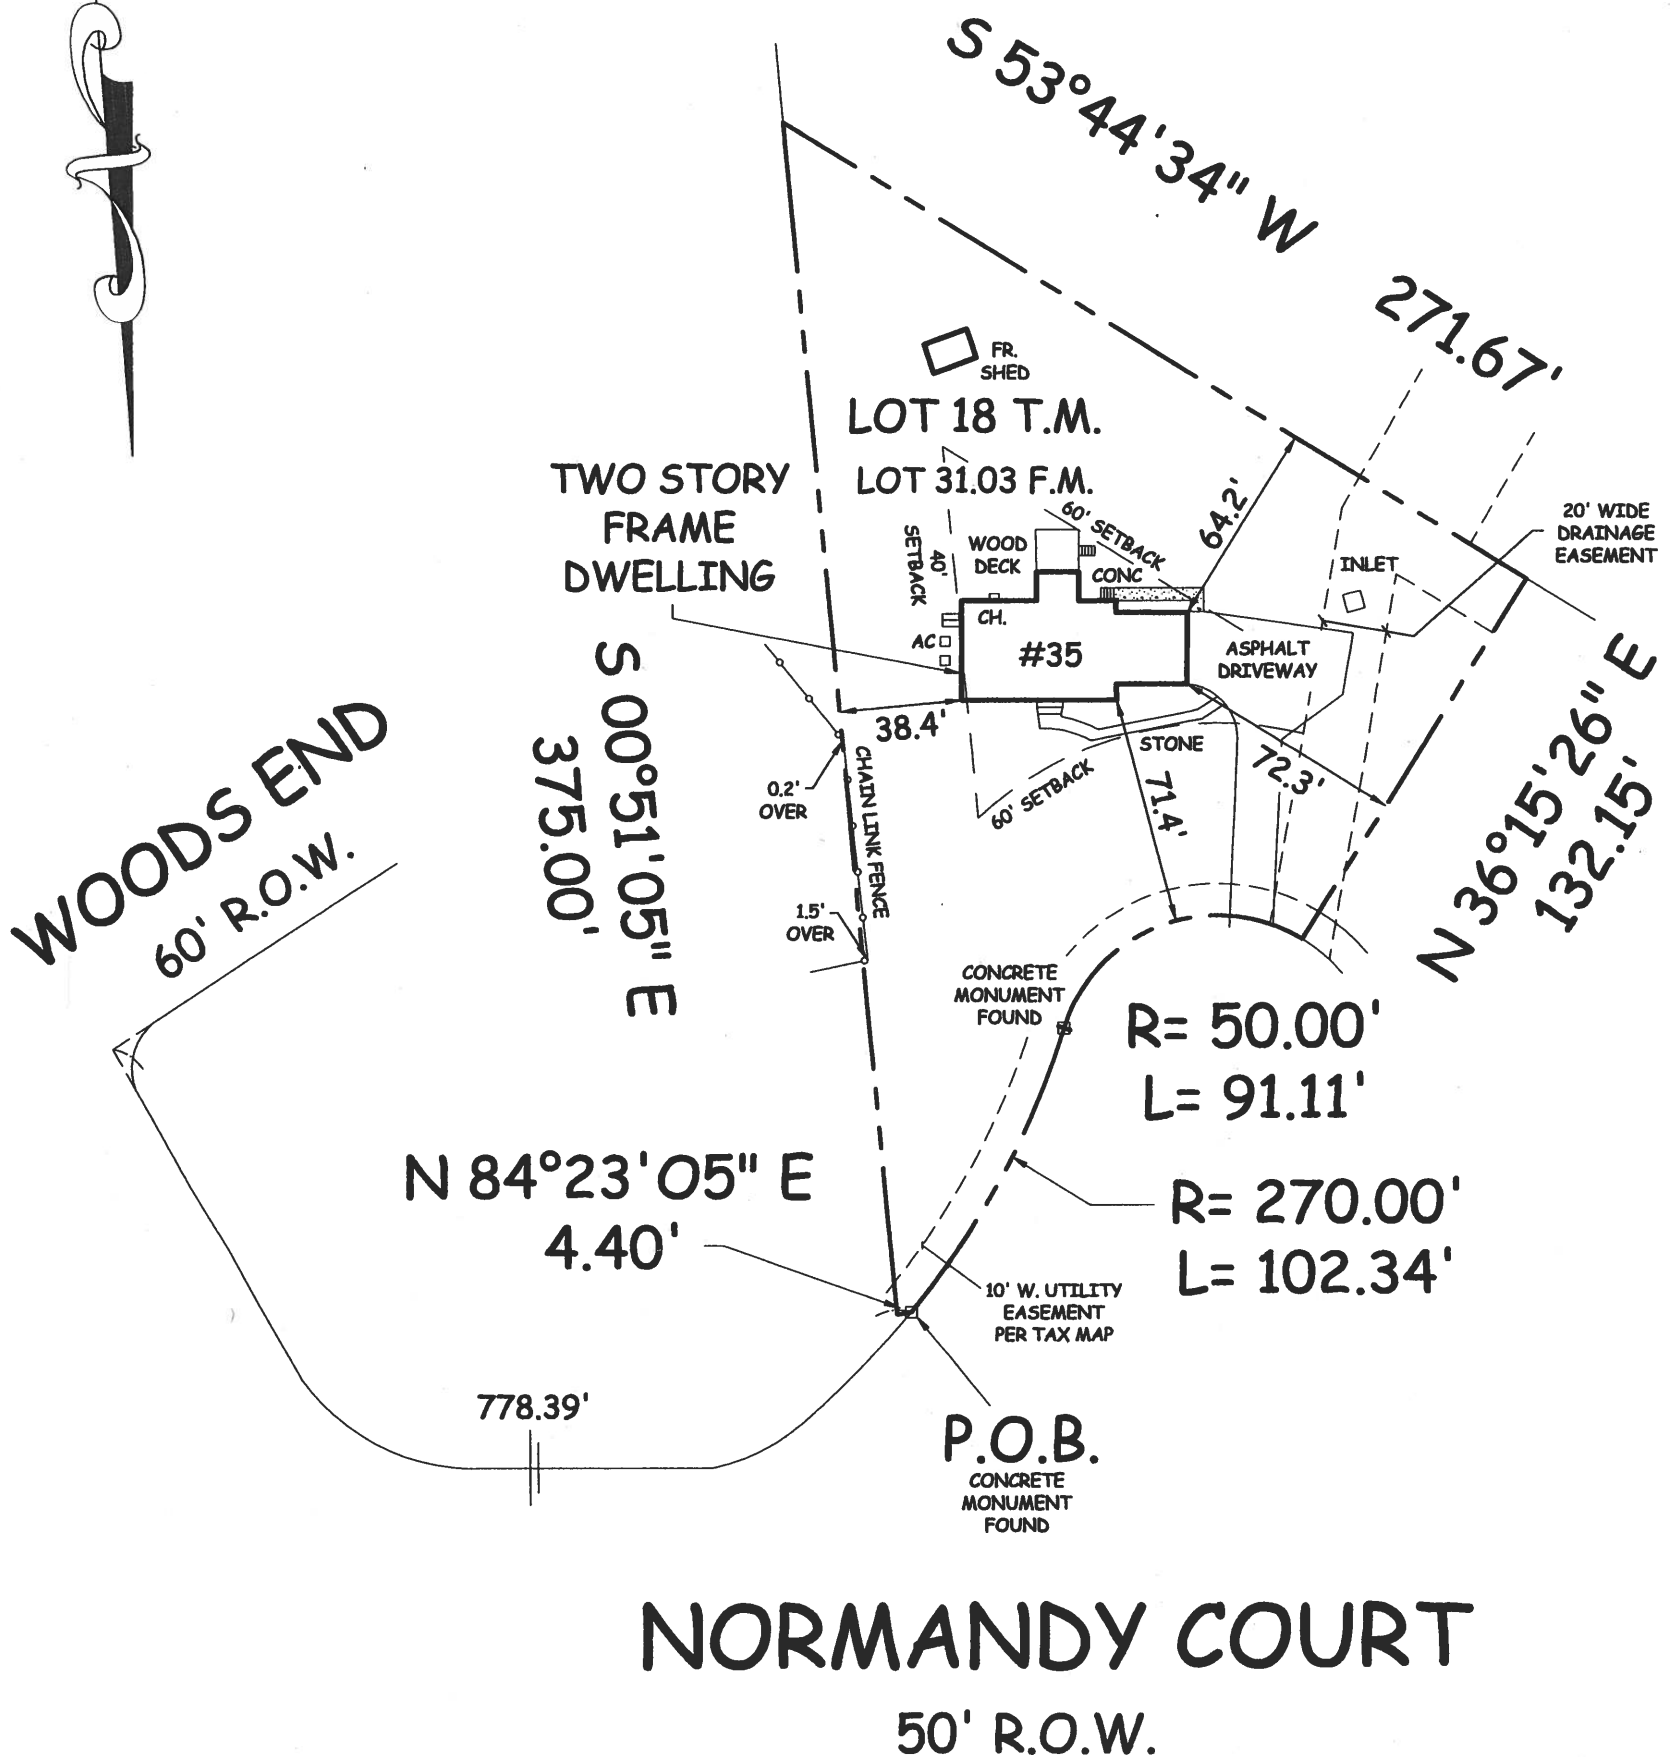 S 53°44'34" W
271.67'
FR.
SHED
LOT 18 T.M.
LOT 31.03 F.M.
TWO STORY
FRAME
DWELLING
40'
SETBACK
WOOD
DECK
60' SETBACK
CONC
64.2'
INLET
20' WIDE
DRAINAGE
EASEMENT
CH.
AC
#35
ASPHALT
DRIVEWAY
38.4'
STONE
60' SETBACK
71.4'
72.3'
N 36°15'26" E
132.15'
S 00°51'05" E
375.00'
WOODS END
60' R.O.W.
0.2'
OVER
CHAIN LINK FENCE
1.5'
OVER
CONCRETE
MONUMENT
FOUND
R= 50.00'
L= 91.11'
N 84°23'05" E
4.40'
R= 270.00'
L= 102.34'
10' W. UTILITY
EASEMENT
PER TAX MAP
778.39'
P.O.B.
CONCRETE
MONUMENT
FOUND
NORMANDY COURT
50' R.O.W.